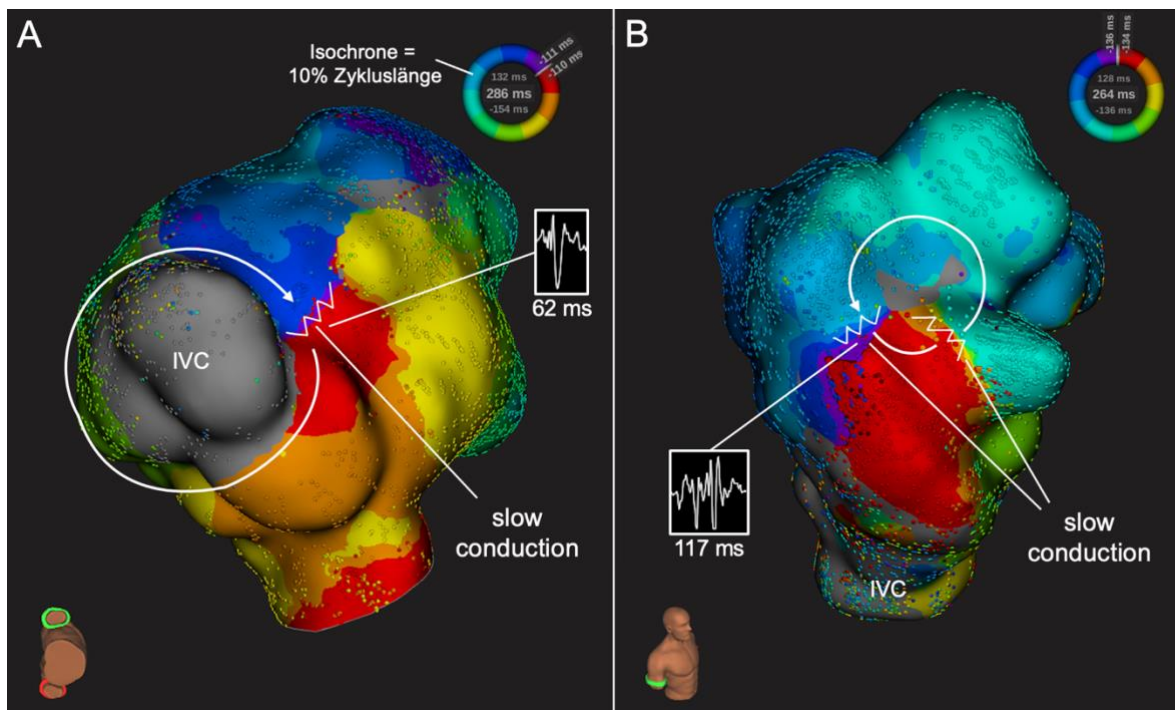 A
Isochrone =
10% Zykluslänge
-111 ms
-110 ms
132 ms
286 ms
-154 ms
62 ms
IVC
slow
conduction
B
-136 ms
-134 ms
128 ms
264 ms
-136 ms
117 ms
slow
conduction
IVC